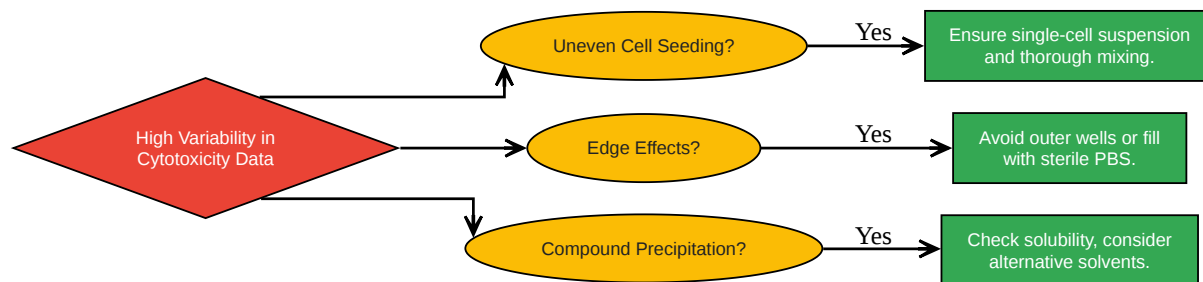 High Variability in
Cytotoxicity Data
Uneven Cell Seeding?
Yes
Ensure single-cell suspension
and thorough mixing.
Edge Effects?
Yes
Avoid outer wells or fill
with sterile PBS.
Compound Precipitation?
Yes
Check solubility, consider
alternative solvents.